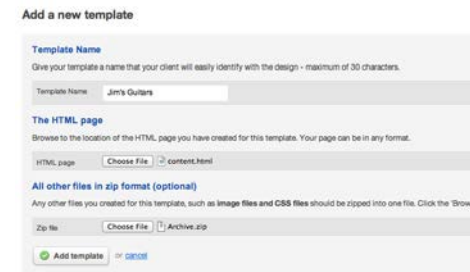 Add a new template
Template Name
Give your template a name that your client will easily identify with the design - maximum of 30 characters.
Template Name Jim's Guitars
The HTML page
Browse to the location of the HTML page you have created for this template. Your page can be in any format.
HTML page Choose File content.html
All other files in zip format (optional)
Any other files you created for this template, such as image files and CSS files should be zipped into one file. Click the 'Brow
Zip file Choose File Archive.zip
Add template or cancel